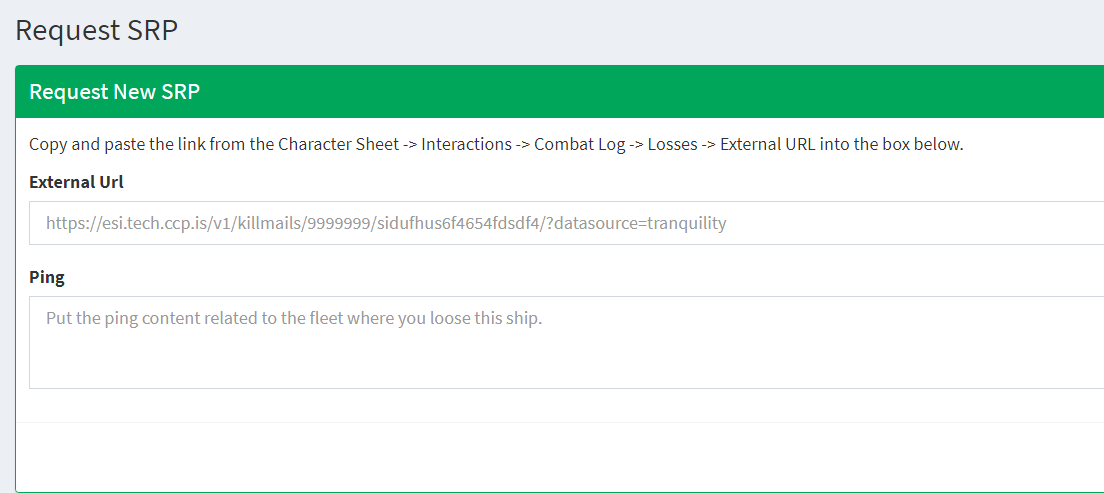 Request SRP
Request New SRP
Copy and paste the link from the Character Sheet -> Interactions -> Combat Log -> Losses -> External URL into the box below.
External Url
https://esi.tech.ccp.is/v1/killmails/9999999/sidufhus6f4654fdsdf4/?datasource=tranquility
Ping
Put the ping content related to the fleet where you loose this ship.